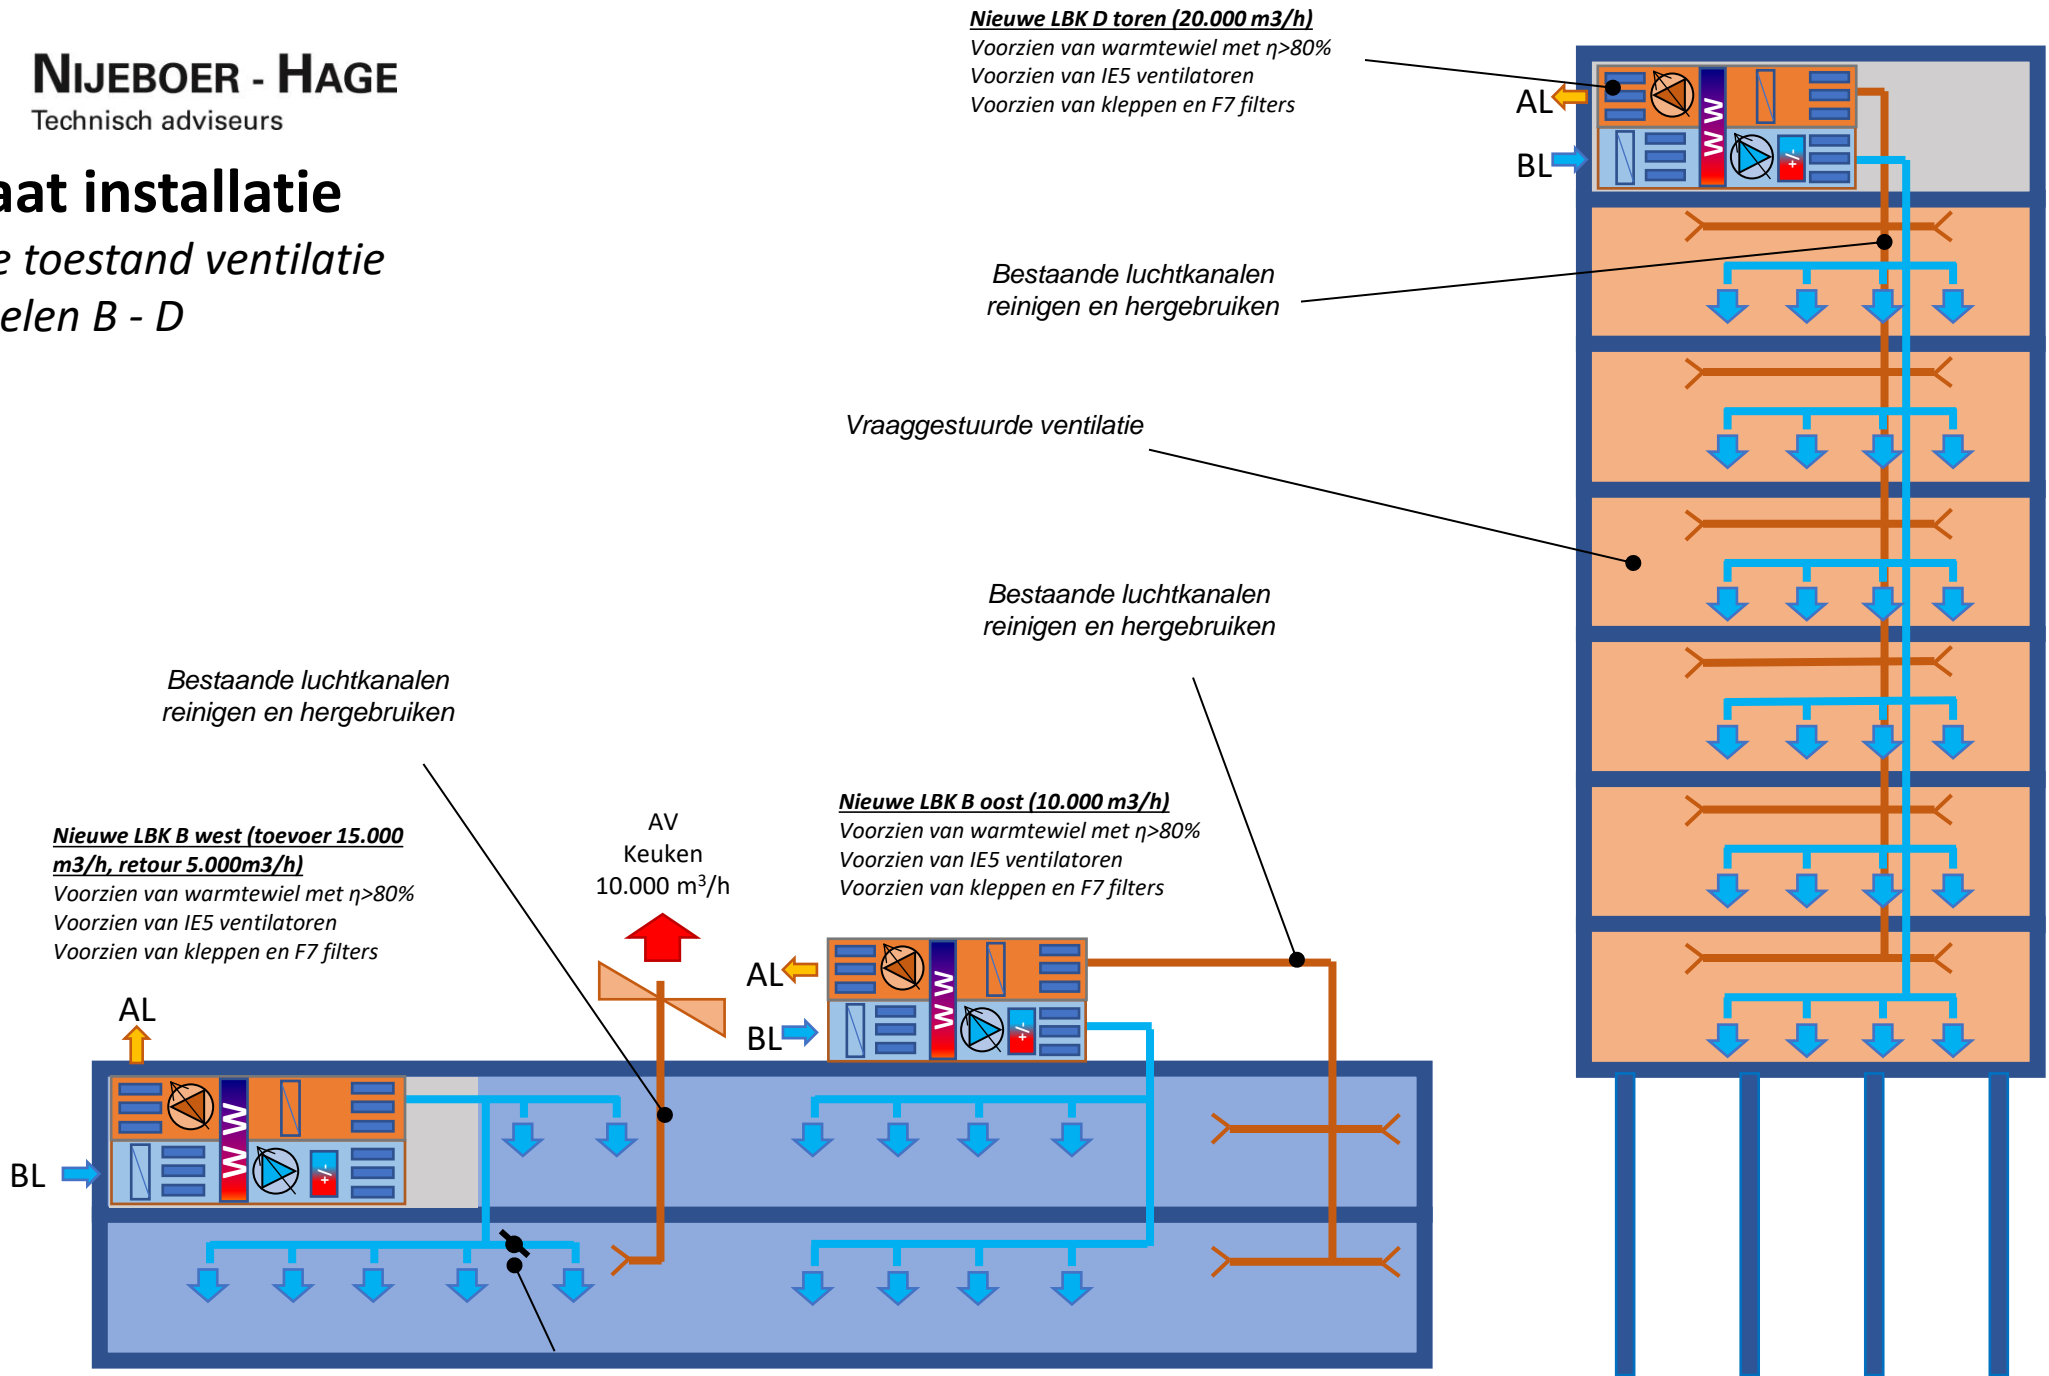 NIJEBOER - HAGE
Technisch adviseurs
aat installatie
e toestand ventilatie
elen B - D
Nieuwe LBK D toren (20.000 m3/h)
Voorzien van warmtewiel met η>80%
Voorzien van IE5 ventilatoren
Voorzien van kleppen en F7 filters
AL
BL
W W
+/-
Bestaande luchtkanalen
reinigen en hergebruiken
Vraaggestuurde ventilatie
Bestaande luchtkanalen
reinigen en hergebruiken
Bestaande luchtkanalen
reinigen en hergebruiken
Nieuwe LBK B west (toevoer 15.000
m3/h, retour 5.000m3/h)
Voorzien van warmtewiel met η>80%
Voorzien van IE5 ventilatoren
Voorzien van kleppen en F7 filters
AV
Keuken
10.000 m³/h
Nieuwe LBK B oost (10.000 m3/h)
Voorzien van warmtewiel met η>80%
Voorzien van IE5 ventilatoren
Voorzien van kleppen en F7 filters
AL
BL
W W
+/-
AL
BL
W W
+/-